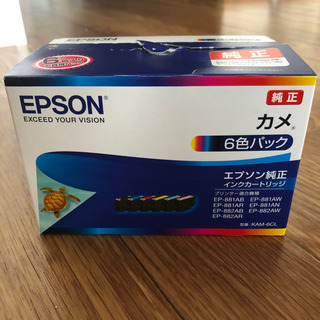 純正
EPSON
EXCEED YOUR VISION
カメ
6色パック
エプソン純正
インクカートリッジ
プリンター適合機種
EP-881AB EP-881AW
EP-881AR EP-881AN
EP-882AB EP-882AW
EP-882AR
型番 KAM-6CL